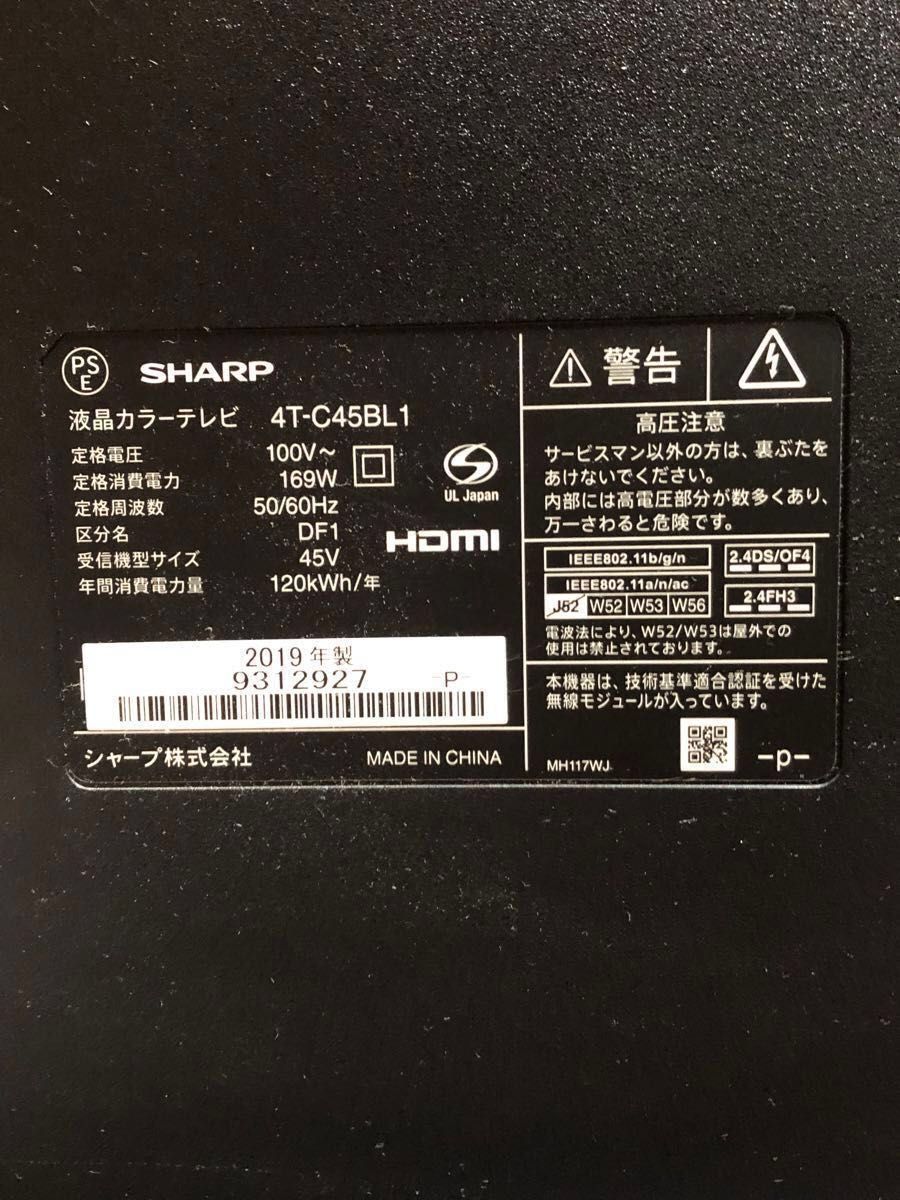 PS
E
SHARP
液晶カラーテレビ 4T-C45BL1
定格電圧 100V~
定格消費電力 169W
定格周波数 50/60Hz
区分名 DF1
受信機型サイズ 45V
年間消費電力量 120kWh/年
S
UL Japan
HDMI
2019年製
9312927 -P-
シャープ株式会社 MADE IN CHINA
警告
高圧注意
サービスマン以外の方は、裏ぶたを
あけないでください。
内部には高電圧部分が数多くあり、
万一さわると危険です。
IEEE802.11b/g/n
IEEE802.11a/n/ac
J52 W52 W53 W56
2.4DS/OF4
2.4FH3
電波法により、W52/W53は屋外での
使用は禁止されております。
本機器は、技術基準適合認証を受けた
無線モジュールが入っています。
MH117WJ -p-